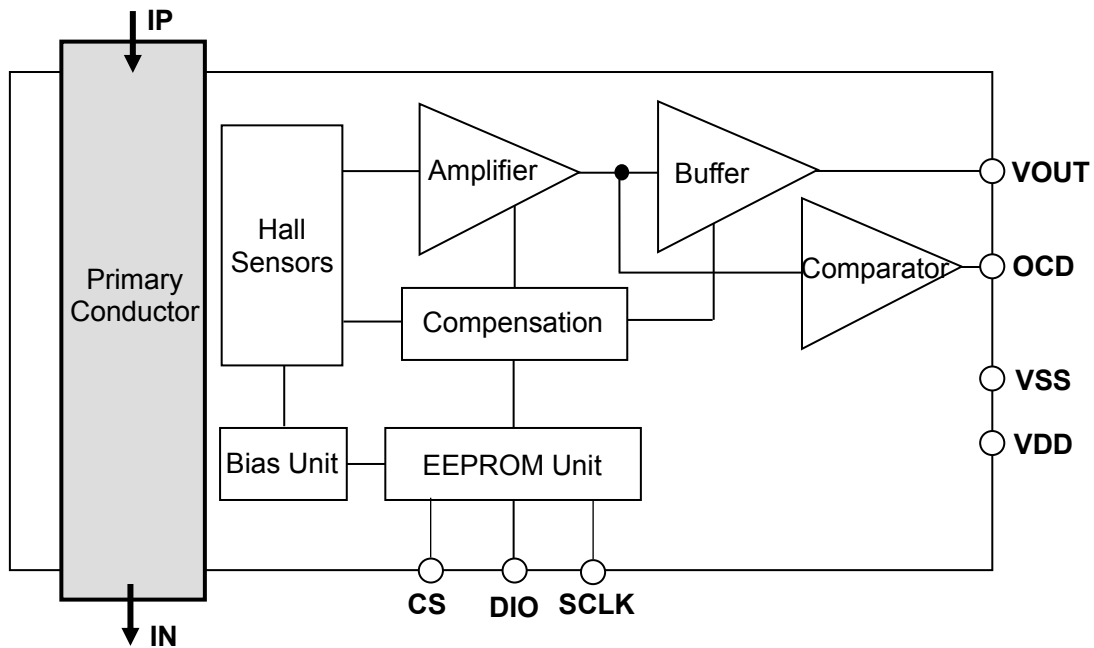 IP
Primary
Conductor
Hall
Sensors
Amplifier
Buffer
VOUT
Comparator
OCD
Compensation
VSS
VDD
Bias Unit
EEPROM Unit
CS
DIO
SCLK
IN